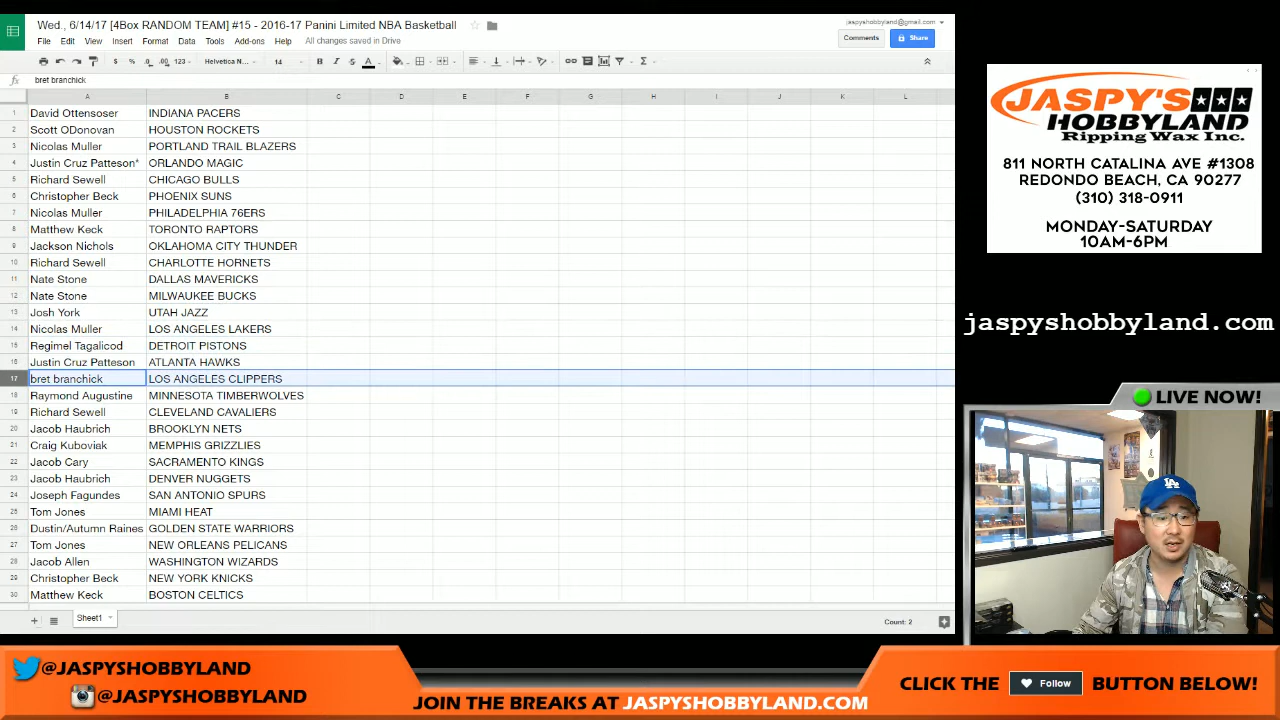 Wed., 6/14/17 [4Box RANDOM TEAM] #15 - 2016-17 Panini Limited NBA Basketball
jaspyshobbyland@gmail.com
File Edit View Insert Format Data Tools Add-ons Help All changes saved in Drive
Comments
Share
$ % .0 .00 123 Helvetica N... 14 B I S A
fx bret branchick
A B C D E F G H I J K L
1 David Ottensoser INDIANA PACERS
2 Scott ODonovan HOUSTON ROCKETS
3 Nicolas Muller PORTLAND TRAIL BLAZERS
4 Justin Cruz Patteson* ORLANDO MAGIC
5 Richard Sewell CHICAGO BULLS
6 Christopher Beck PHOENIX SUNS
7 Nicolas Muller PHILADELPHIA 76ERS
8 Matthew Keck TORONTO RAPTORS
9 Jackson Nichols OKLAHOMA CITY THUNDER
10 Richard Sewell CHARLOTTE HORNETS
11 Nate Stone DALLAS MAVERICKS
12 Nate Stone MILWAUKEE BUCKS
13 Josh York UTAH JAZZ
14 Nicolas Muller LOS ANGELES LAKERS
15 Regimel Tagalicod DETROIT PISTONS
16 Justin Cruz Patteson ATLANTA HAWKS
17 bret branchick LOS ANGELES CLIPPERS
18 Raymond Augustine MINNESOTA TIMBERWOLVES
19 Richard Sewell CLEVELAND CAVALIERS
20 Jacob Haubrich BROOKLYN NETS
21 Craig Kuboviak MEMPHIS GRIZZLIES
22 Jacob Cary SACRAMENTO KINGS
23 Jacob Haubrich DENVER NUGGETS
24 Joseph Fagundes SAN ANTONIO SPURS
25 Tom Jones MIAMI HEAT
26 Dustin/Autumn Raines GOLDEN STATE WARRIORS
27 Tom Jones NEW ORLEANS PELICANS
28 Jacob Allen WASHINGTON WIZARDS
29 Christopher Beck NEW YORK KNICKS
30 Matthew Keck BOSTON CELTICS
Sheet1
Count: 2
JASPY'S
HOBBYLAND
Ripping Wax Inc.
811 NORTH CATALINA AVE #1308
REDONDO BEACH, CA 90277
(310) 318-0911
MONDAY-SATURDAY
10AM-6PM
jaspyshobbyland.com
LIVE NOW!
LA
@JASPYSHOBBYLAND
@JASPYSHOBBYLAND
JOIN THE BREAKS AT JASPYSHOBBYLAND.COM
CLICK THE Follow BUTTON BELOW!